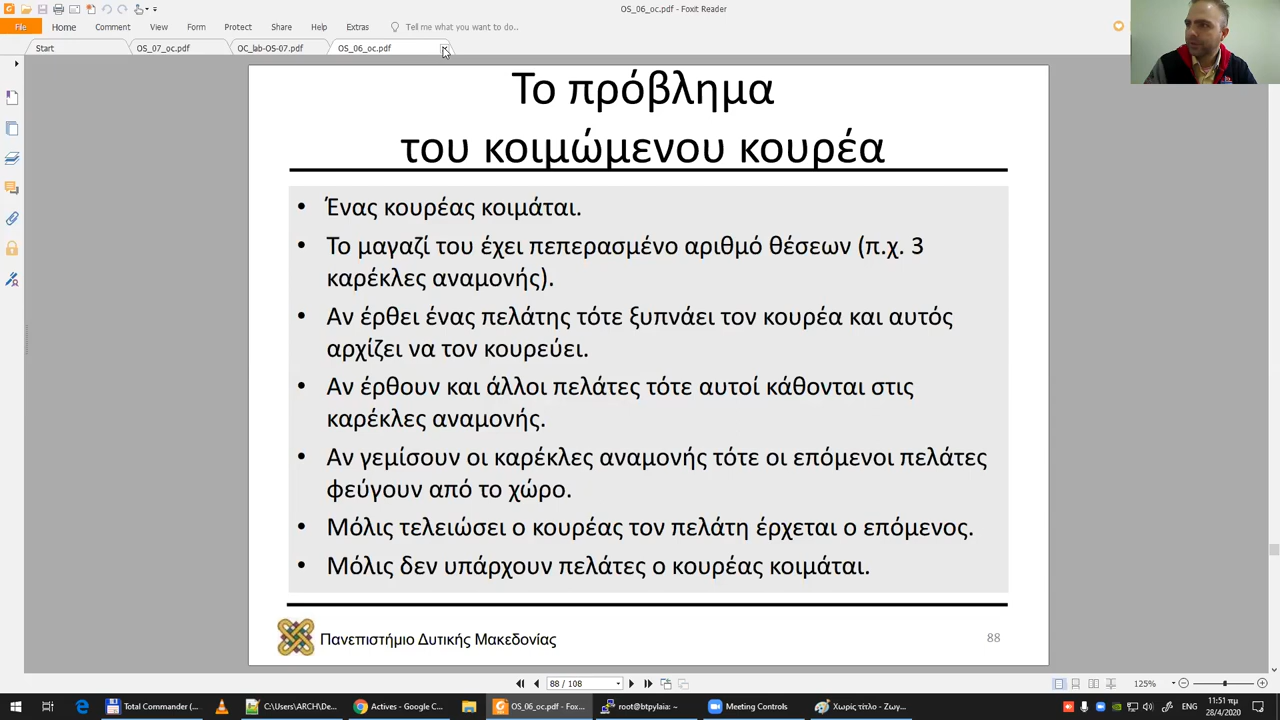 OS_06_oc.pdf - Foxit Reader
File Home Comment View Form Protect Share Help Extras Tell me what you want to do..
Start OS_07_oc.pdf OC_lab-OS-07.pdf OS_06_oc.pdf
Το πρόβλημα
του κοιμώμενου κουρέα
• Ένας κουρέας κοιμάται.
• Το μαγαζί του έχει πεπερασμένο αριθμό θέσεων (π.χ. 3
καρέκλες αναμονής).
• Αν έρθει ένας πελάτης τότε ξυπνάει τον κουρέα και αυτός
αρχίζει να τον κουρεύει.
• Αν έρθουν και άλλοι πελάτες τότε αυτοί κάθονται στις
καρέκλες αναμονής.
• Αν γεμίσουν οι καρέκλες αναμονής τότε οι επόμενοι πελάτες
φεύγουν από το χώρο.
• Μόλις τελειώσει ο κουρέας τον πελάτη έρχεται ο επόμενος.
• Μόλις δεν υπάρχουν πελάτες ο κουρέας κοιμάται.
Πανεπιστήμιο Δυτικής Μακεδονίας
88
88 / 108
125%
Total Commander (... C:\Users\ARCH\De... Actives - Google C... OS_06_oc.pdf - Fox... root@btpylaia: ~ Meeting Controls Χωρίς τίτλο - Ζωγ...
EN
11:51 πμ
28/4/2020